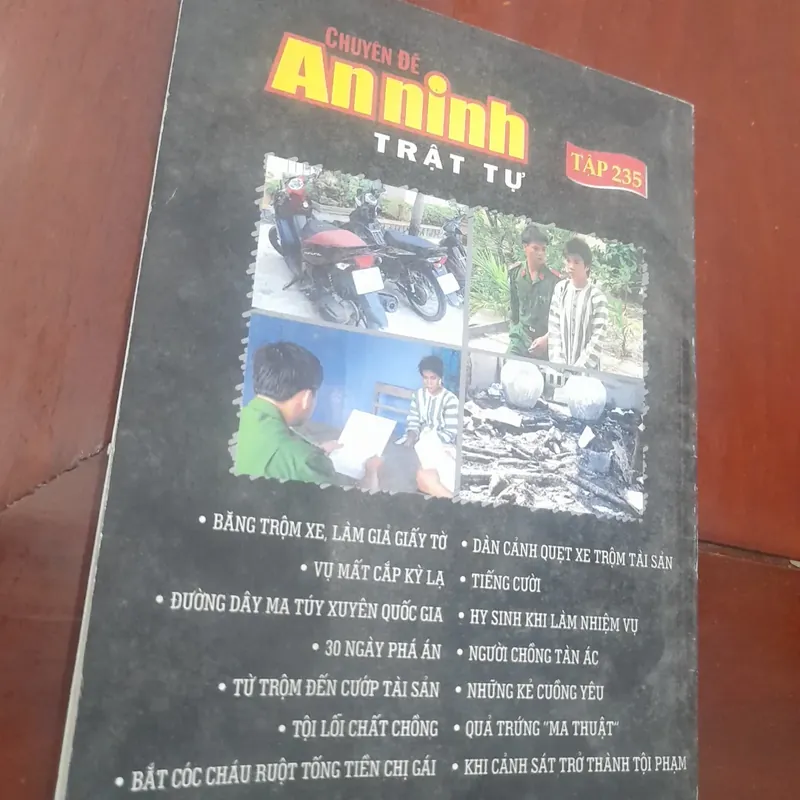 CHUYÊN ĐỀ
An ninh
TRẬT TỰ
TẬP 235
• BĂNG TRỘM XE, LÀM GIẢ GIẤY TỜ
• VỤ MẤT CẮP KỲ LẠ
• ĐƯỜNG DÂY MA TÚY XUYÊN QUỐC GIA
• 30 NGÀY PHÁ ÁN
• TỪ TRỘM ĐẾN CƯỚP TÀI SẢN
• TỘI LỖI CHẤT CHỒNG
• BẮT CÓC CHÁU RUỘT TỐNG TIỀN CHỊ GÁI
• DÀN CẢNH QUẸT XE TRỘM TÀI SẢN
• TIẾNG CƯỜI
• HY SINH KHI LÀM NHIỆM VỤ
• NGƯỜI CHỒNG TÀN ÁC
• NHỮNG KẺ CUỒNG YÊU
• QUẢ TRỨNG "MA THUẬT"
• KHI CẢNH SÁT TRỞ THÀNH TỘI PHẠM